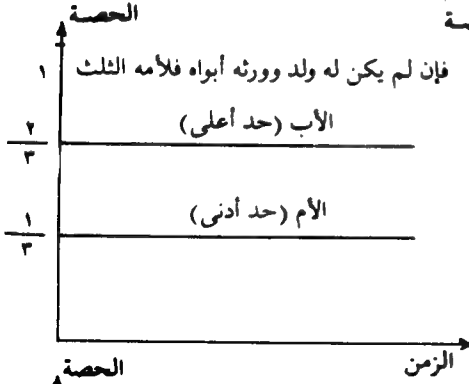 الحصة
فإن لم يكن له ولد وورثه أبواه فلأمه الثلث ١
الأب (حد أعلى)
٢
٣
الأم (حد أدنى)
١
٣
الزمن
الحصة